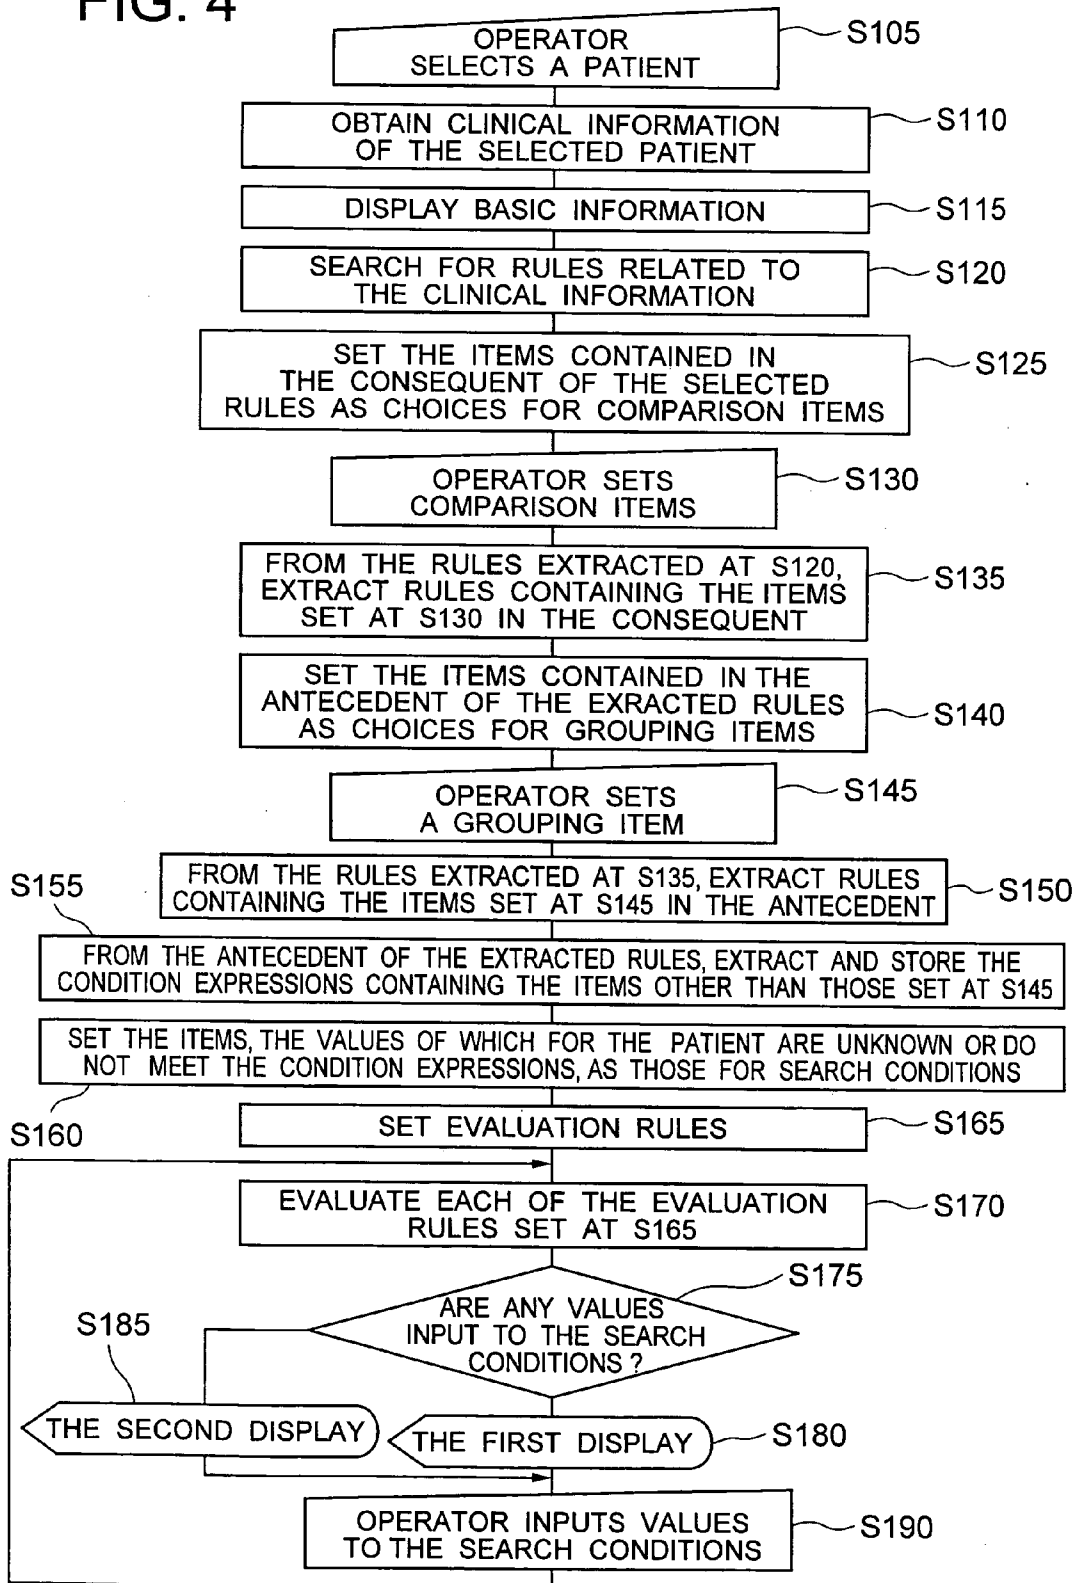 FIG. 4
OPERATOR
SELECTS A PATIENT
S105
OBTAIN CLINICAL INFORMATION
OF THE SELECTED PATIENT
S110
DISPLAY BASIC INFORMATION
S115
SEARCH FOR RULES RELATED TO
THE CLINICAL INFORMATION
S120
SET THE ITEMS CONTAINED IN
THE CONSEQUENT OF THE SELECTED
RULES AS CHOICES FOR COMPARISON ITEMS
S125
OPERATOR SETS
COMPARISON ITEMS
S130
FROM THE RULES EXTRACTED AT S120,
EXTRACT RULES CONTAINING THE ITEMS
SET AT S130 IN THE CONSEQUENT
S135
SET THE ITEMS CONTAINED IN THE
ANTECEDENT OF THE EXRACTED RULES
AS CHOICES FOR GROUPING ITEMS
S140
OPERATOR SETS
A GROUPING ITEM
S145
FROM THE RULES EXTRACTED AT S135, EXTRACT RULES
CONTAINING THE ITEMS SET AT S145 IN THE ANTECEDENT
S150
S155
FROM THE ANTECEDENT OF THE EXTRACTED RULES, EXTRACT AND STORE THE
CONDITION EXPRESSIONS CONTAINING THE ITEMS OTHER THAN THOSE SET AT S145
SET THE ITEMS, THE VALUES OF WHICH FOR THE PATIENT ARE UNKNOWN OR DO
NOT MEET THE CONDITION EXPRESSIONS, AS THOSE FOR SEARCH CONDITIONS
S160
SET EVALUATION RULES
S165
EVALUATE EACH OF THE EVALUATION
RULES SET AT S165
S170
ARE ANY VALUES
INPUT TO THE SEARCH
CONDITIONS ?
S175
S185
THE SECOND DISPLAY
THE FIRST DISPLAY
S180
OPERATOR INPUTS VALUES
TO THE SEARCH CONDITIONS
S190